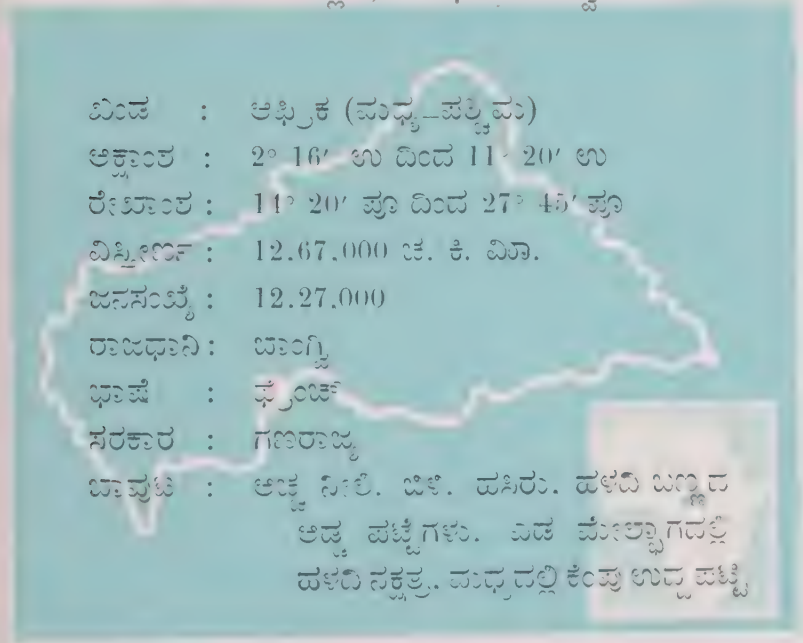 ಖಂಡ : ಆಫ್ರಿಕ (ಮಧ್ಯ-ಪಶ್ಚಿಮ)
ಅಕ್ಷಾಂಶ : 2° 16′ ಉ ದಿಂದ 11° 20′ ಉ
ರೇಖಾಂಶ : 14° 20′ ಪೂ ದಿಂದ 27° 45′ ಪೂ
ವಿಸ್ತೀರ್ಣ : 12.67.000 ಚ. ಕಿ. ಮೀ.
ಜನಸಂಖ್ಯೆ : 12.27.000
ರಾಜಧಾನಿ : ಬಾಂಗ್ವಿ
ಭಾಷೆ : ಫ್ರೆಂಚ್
ಸರಕಾರ : ಗಣರಾಜ್ಯ
ಬಾವುಟ : ಅಚ್ಚ ನೀಲಿ. ಬಿಳಿ. ಹಸಿರು. ಹಳದಿ ಬಣ್ಣದ
ಅಡ್ಡ ಪಟ್ಟೆಗಳು. ಎಡ ಮೇಲ್ಭಾಗದಲ್ಲಿ
ಹಳದಿ ನಕ್ಷತ್ರ. ಮಧ್ಯದಲ್ಲಿ ಕೆಂಪು ಉದ್ದ ಪಟ್ಟೆ